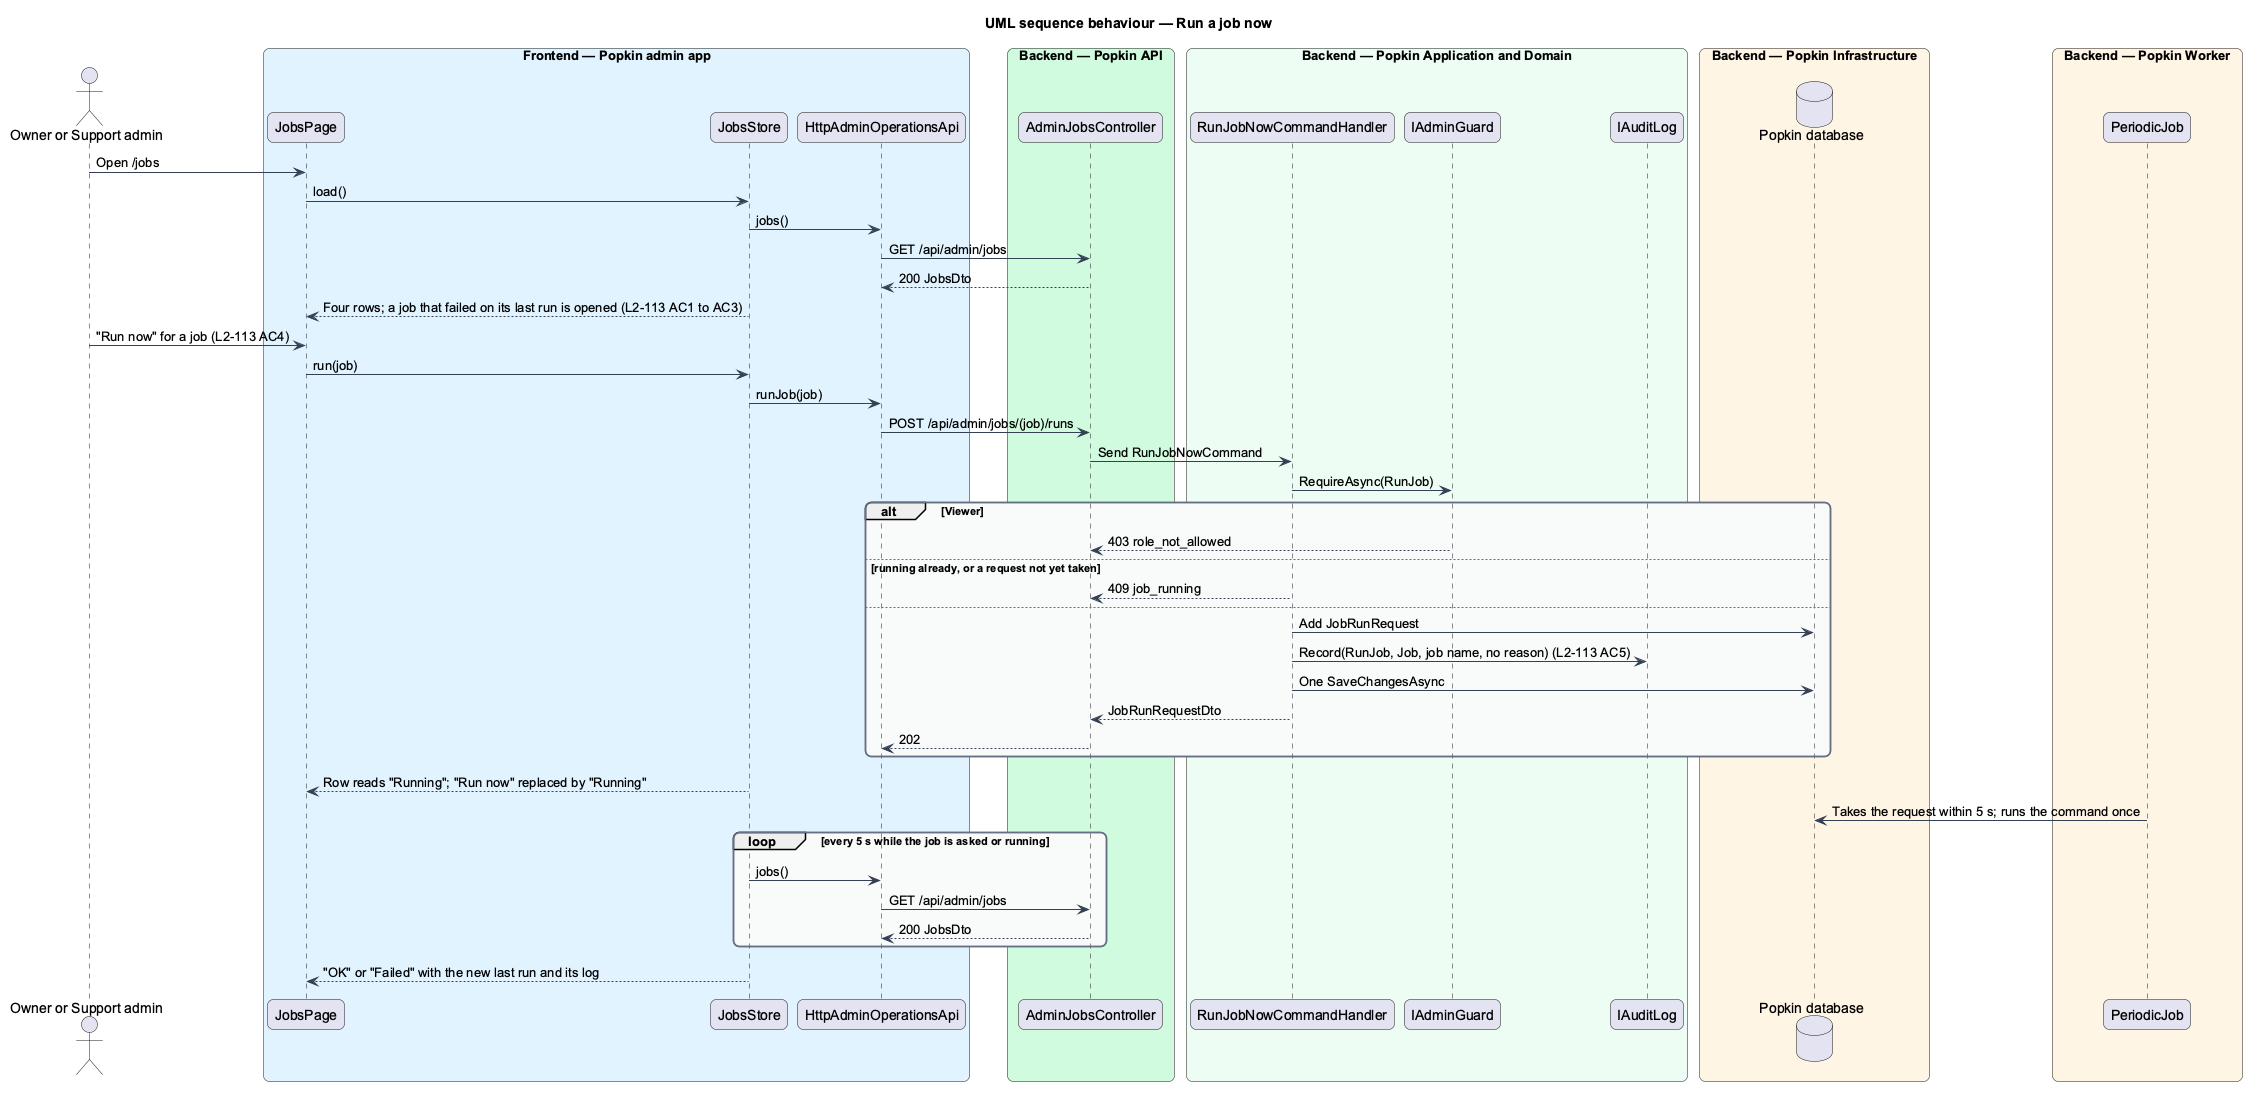 UML sequence behaviour — Run a job now
Frontend — Popkin admin app
Backend — Popkin API
Backend — Popkin Application and Domain
Backend — Popkin Infrastructure
Backend — Popkin Worker
Owner or Support admin
JobsPage
JobsStore
HttpAdminOperationsApi
AdminJobsController
RunJobNowCommandHandler
IAdminGuard
IAuditLog
Popkin database
PeriodicJob
Open /jobs
load()
jobs()
GET /api/admin/jobs
200 JobsDto
Four rows; a job that failed on its last run is opened (L2-113 AC1 to AC3)
"Run now" for a job (L2-113 AC4)
run(job)
runJob(job)
POST /api/admin/jobs/(job)/runs
Send RunJobNowCommand
RequireAsync(RunJob)
alt
[Viewer]
403 role_not_allowed
[running already, or a request not yet taken]
409 job_running
Add JobRunRequest
Record(RunJob, Job, job name, no reason) (L2-113 AC5)
One SaveChangesAsync
JobRunRequestDto
202
Row reads "Running"; "Run now" replaced by "Running"
Takes the request within 5 s; runs the command once
loop
[every 5 s while the job is asked or running]
jobs()
GET /api/admin/jobs
200 JobsDto
"OK" or "Failed" with the new last run and its log
Owner or Support admin
JobsPage
JobsStore
HttpAdminOperationsApi
AdminJobsController
RunJobNowCommandHandler
IAdminGuard
IAuditLog
Popkin database
PeriodicJob